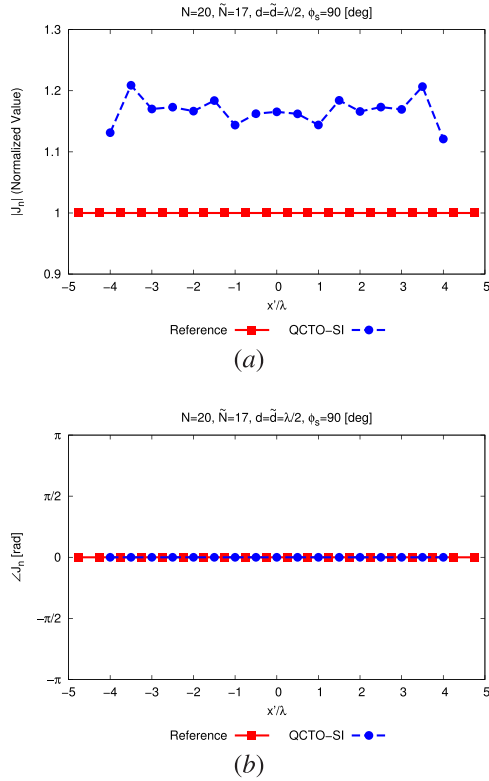 N=20, Ñ=17, d=d̃=λ/2, ϕs=90 [deg]
1.3
1.2
1.1
1
0.9
|Jn| (Normalized Value)
−5 −4 −3 −2 −1 0 1 2 3 4 5
x'/λ
Reference QCTO−SI
(a)
N=20, Ñ=17, d=d̃=λ/2, ϕs=90 [deg]
π
π/2
0
−π/2
−π
∠Jn [rad]
−5 −4 −3 −2 −1 0 1 2 3 4 5
x'/λ
Reference QCTO−SI
(b)